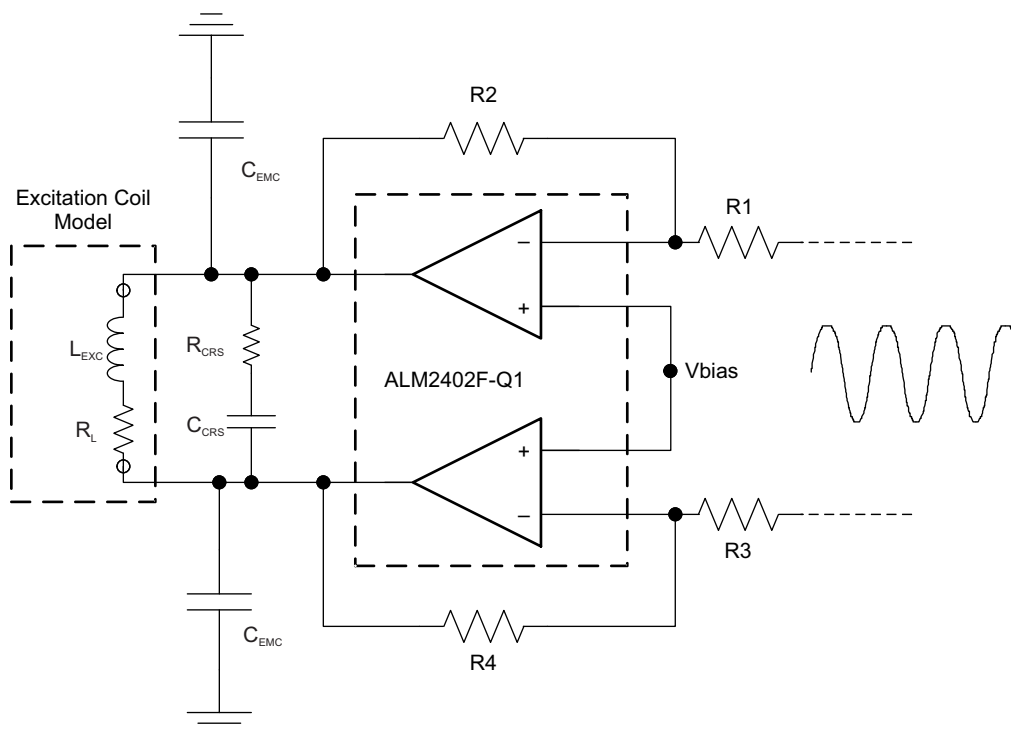 R2
C_EMC
Excitation Coil
Model
R1
−
+
L_EXC
R_CRS
ALM2402F-Q1
Vbias
C_CRS
R_L
+
−
R3
C_EMC
R4